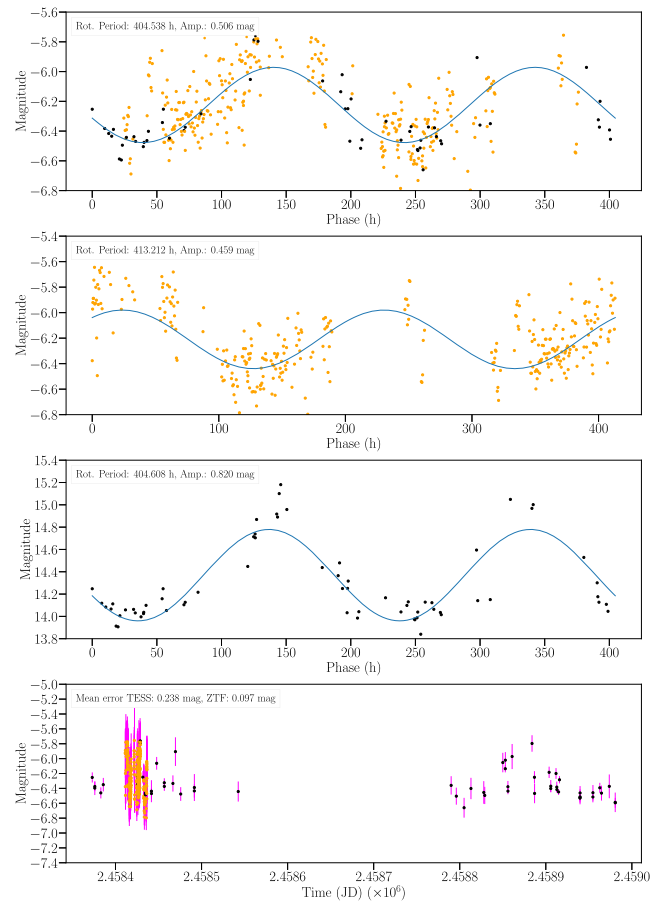 Rot. Period: 404.538 h, Amp.: 0.506 mag
−5.6
−5.8
−6.0
−6.2
−6.4
−6.6
−6.8
Magnitude
0 50 100 150 200 250 300 350 400
Phase (h)
Rot. Period: 413.212 h, Amp.: 0.459 mag
−5.4
−5.6
−5.8
−6.0
−6.2
−6.4
−6.6
−6.8
Magnitude
0 100 200 300 400
Phase (h)
Rot. Period: 404.608 h, Amp.: 0.820 mag
15.4
15.2
15.0
14.8
14.6
14.4
14.2
14.0
13.8
Magnitude
0 50 100 150 200 250 300 350 400
Phase (h)
Mean error TESS: 0.238 mag, ZTF: 0.097 mag
−5.0
−5.2
−5.4
−5.6
−5.8
−6.0
−6.2
−6.4
−6.6
−6.8
−7.0
−7.2
−7.4
Magnitude
2.4584 2.4585 2.4586 2.4587 2.4588 2.4589 2.4590
Time (JD) (×10⁶)